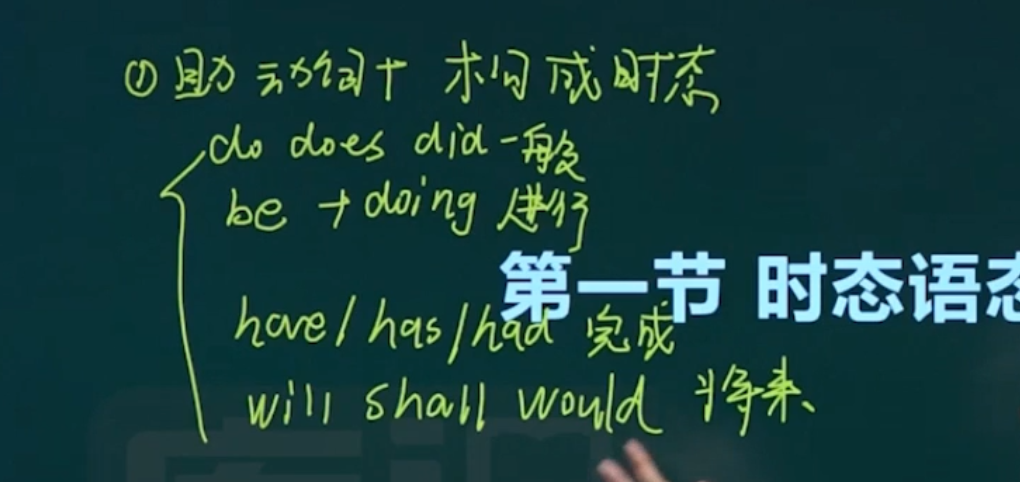 ① 助动词+ 构成时态
do does did 一般
be + doing 进行
第一节 时态语态
have/has/had 完成
will shall would 将来、